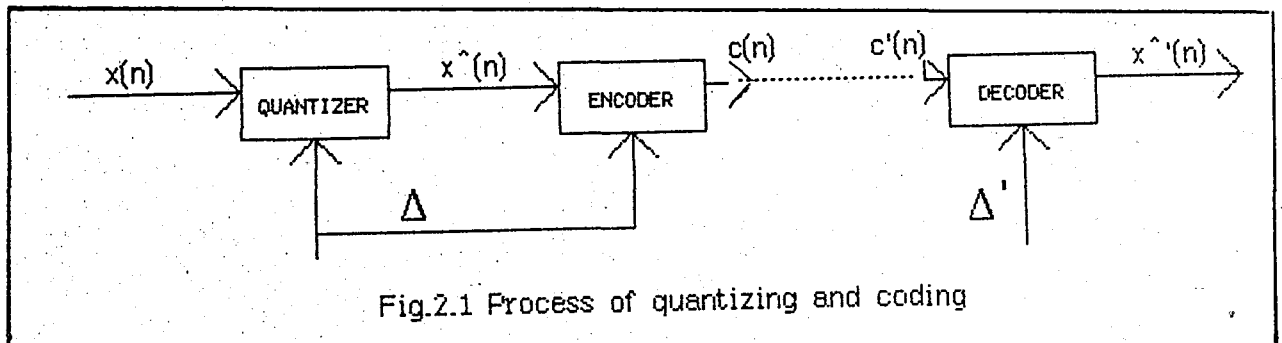 x(n)
QUANTIZER
x^(n)
ENCODER
c(n)
c'(n)
DECODER
x^'(n)
Δ
Δ'
Fig.2.1 Process of quantizing and coding